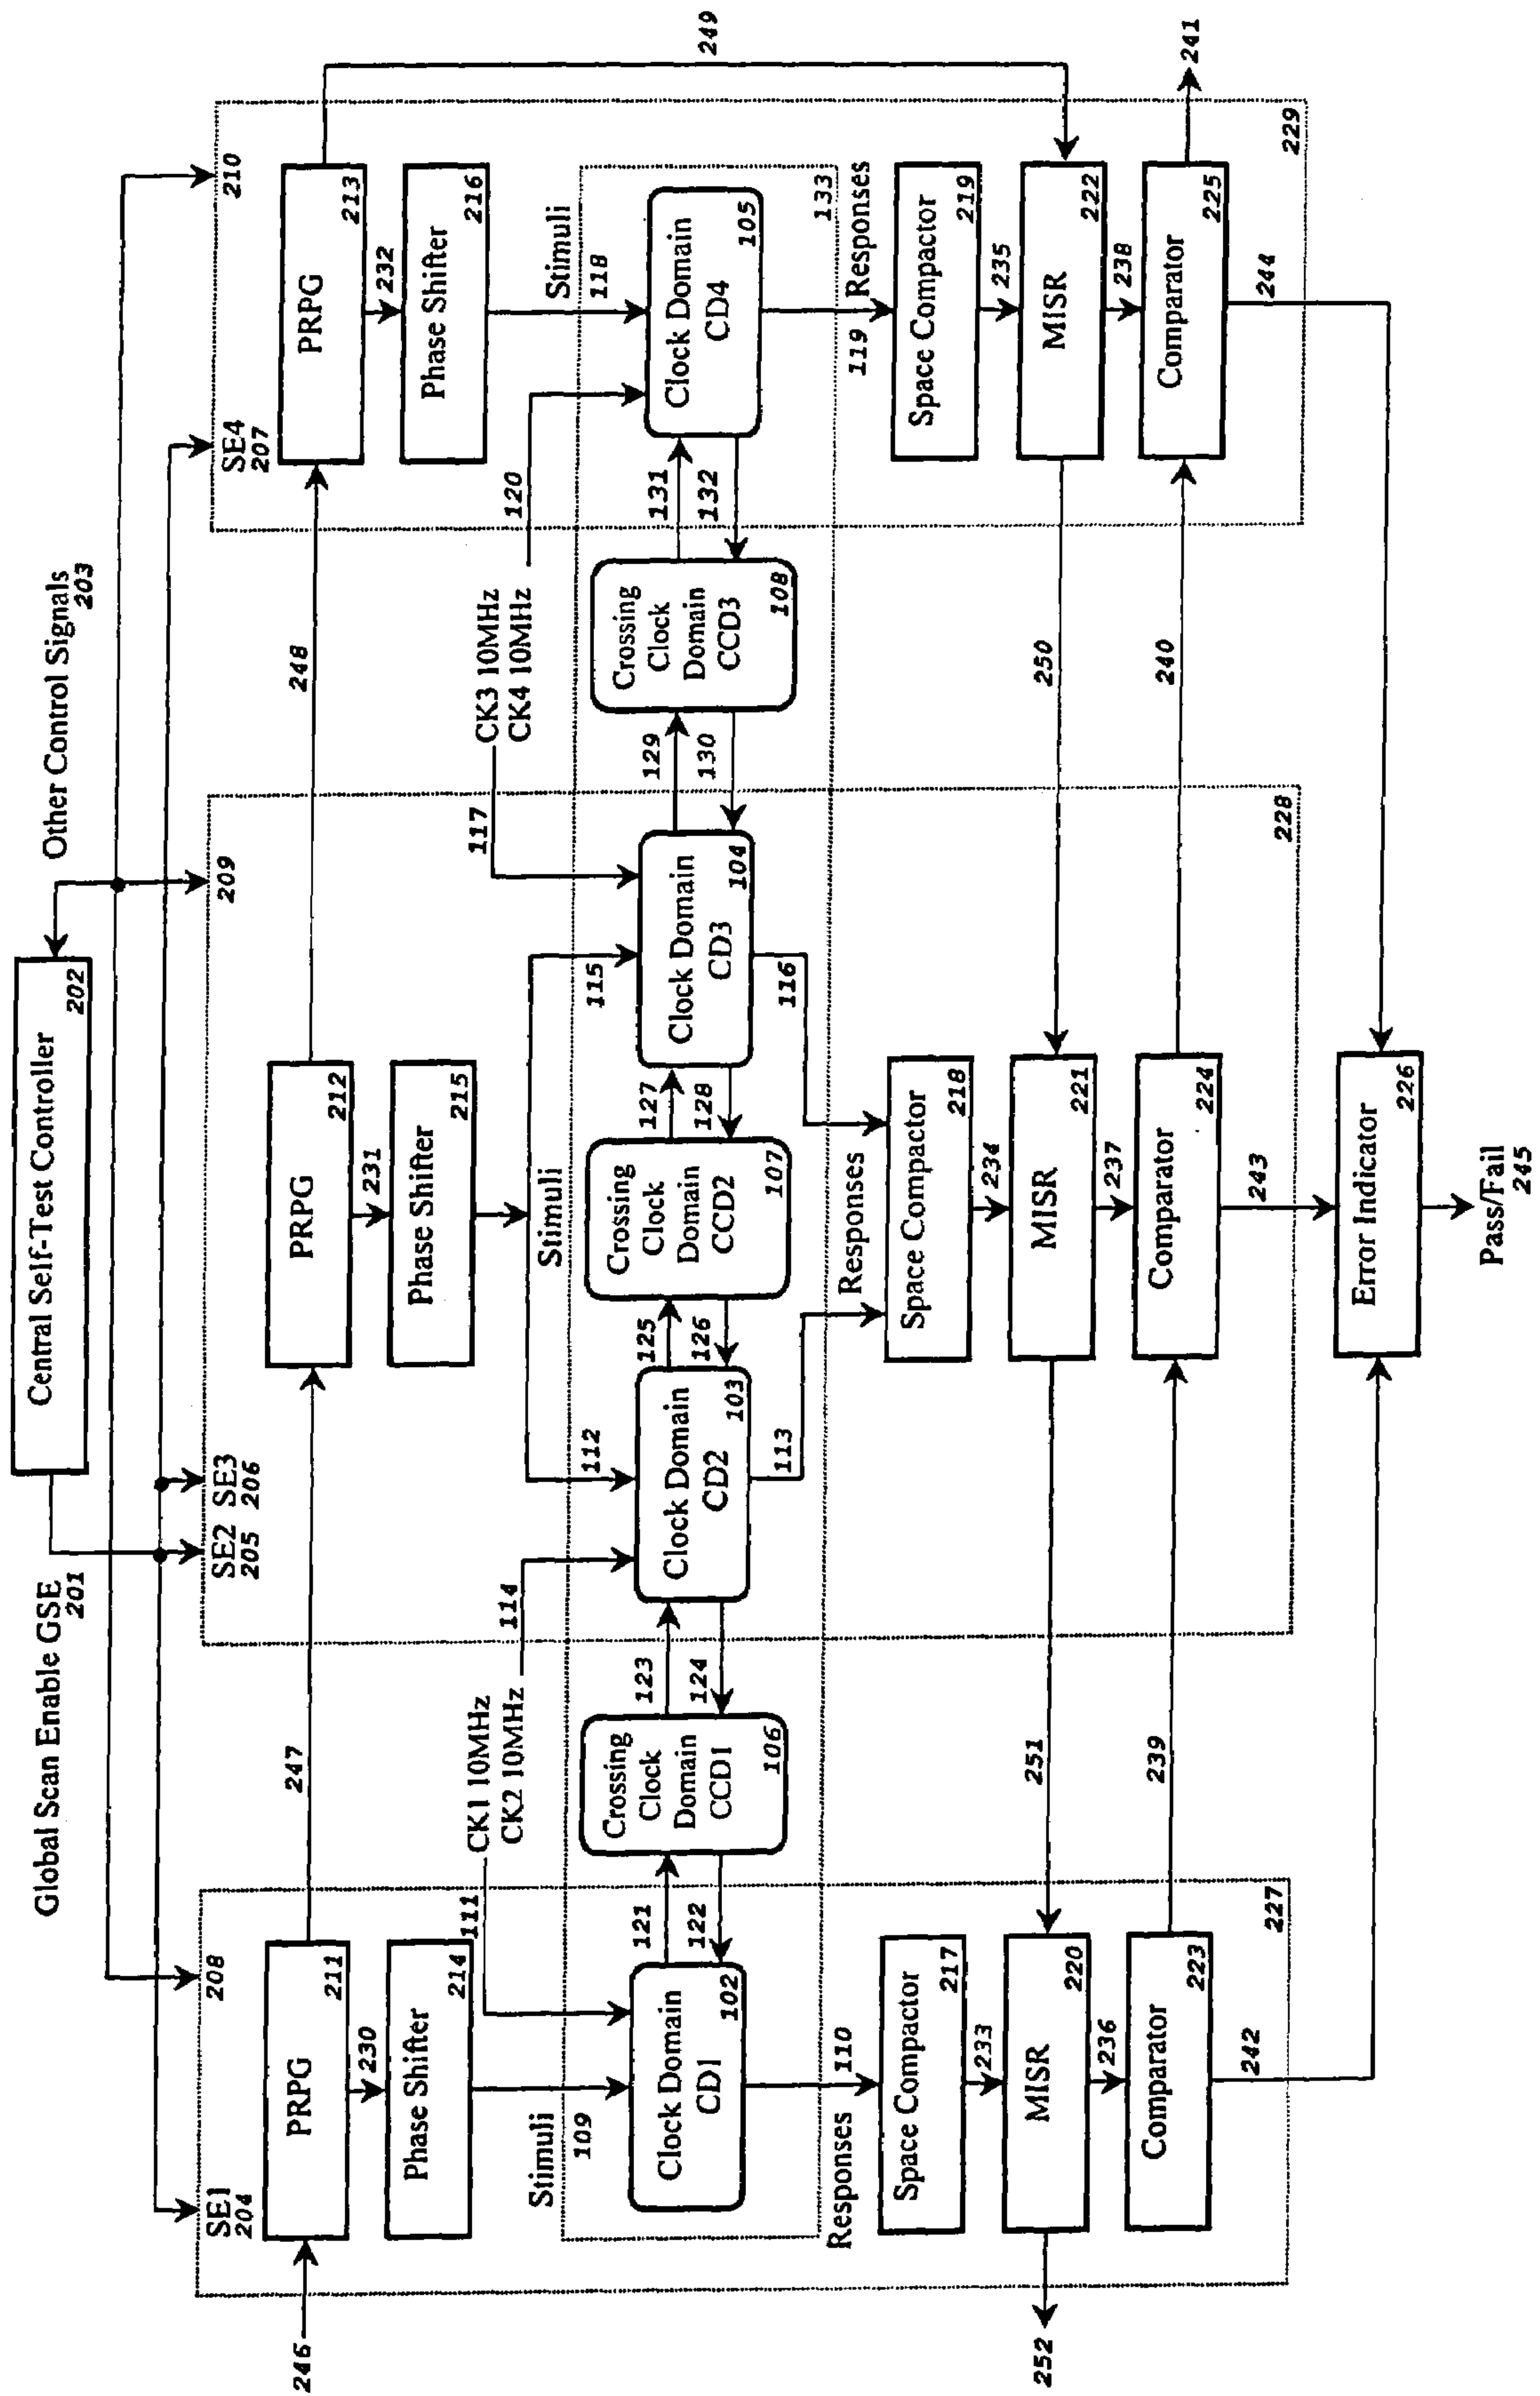 Central Self-Test Controller
202
Global Scan Enable GSE
201
Other Control Signals
203
SE1
204
208
SE2
205
SE3
206
209
SE4
207
210
246
PRPG
211
247
PRPG
212
248
PRPG
213
249
230
231
232
Phase Shifter
214
Phase Shifter
215
Phase Shifter
216
111
CK1 10MHz
CK2 10MHz
114
117
CK3 10MHz
CK4 10MHz
120
Stimuli
109
Stimuli
112
115
Stimuli
118
Clock Domain
CD1
102
121
122
Crossing
Clock
Domain
CCD1
106
123
124
Clock Domain
CD2
103
125
126
Crossing
Clock
Domain
CCD2
107
127
128
Clock Domain
CD3
104
129
130
Crossing
Clock
Domain
CCD3
108
131
132
Clock Domain
CD4
105
133
Responses
110
113
Responses
116
119
Responses
Space Compactor
217
Space Compactor
218
Space Compactor
219
233
234
235
252
MISR
220
251
MISR
221
250
MISR
222
236
237
238
Comparator
223
239
Comparator
224
240
Comparator
225
241
227
228
229
242
243
244
Error Indicator
226
Pass/Fail
245